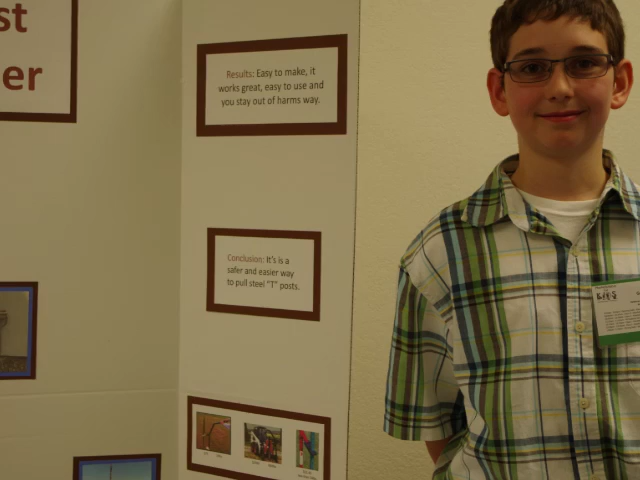 st
er
Results: Easy to make, it
works great, easy to use and
you stay out of harms way.
Conclusion: It's is a
safer and easier way
to pull steel "T" posts.